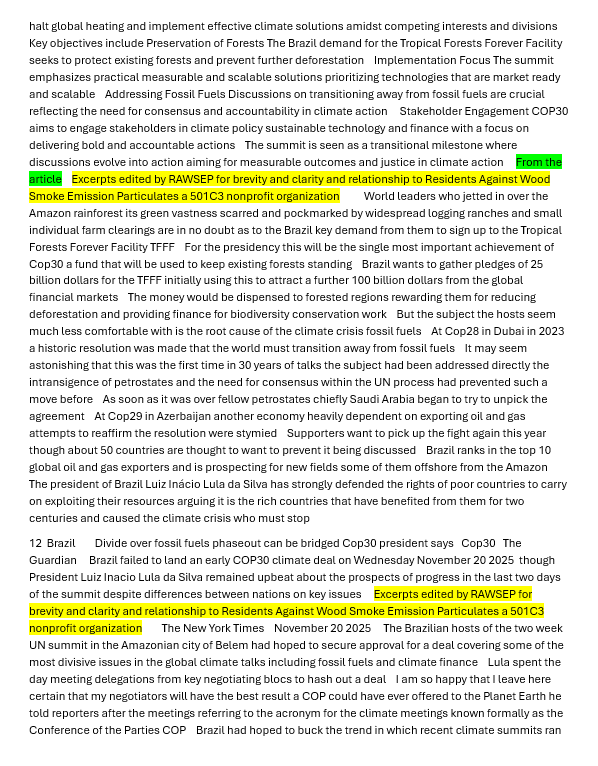 halt global heating and implement effective climate solutions amidst competing interests and divisions
Key objectives include Preservation of Forests The Brazil demand for the Tropical Forests Forever Facility
seeks to protect existing forests and prevent further deforestation   Implementation Focus The summit
emphasizes practical measurable and scalable solutions prioritizing technologies that are market ready
and scalable   Addressing Fossil Fuels Discussions on transitioning away from fossil fuels are crucial
reflecting the need for consensus and accountability in climate action   Stakeholder Engagement COP30
aims to engage stakeholders in climate policy sustainable technology and finance with a focus on
delivering bold and accountable actions   The summit is seen as a transitional milestone where
discussions evolve into action aiming for measurable outcomes and justice in climate action   From the
article   Excerpts edited by RAWSEP for brevity and clarity and relationship to Residents Against Wood
Smoke Emission Particulates a 501C3 nonprofit organization   World leaders who jetted in over the
Amazon rainforest its green vastness scarred and pockmarked by widespread logging ranches and small
individual farm clearings are in no doubt as to the Brazil key demand from them to sign up to the Tropical
Forests Forever Facility TFFF   For the presidency this will be the single most important achievement of
Cop30 a fund that will be used to keep existing forests standing   Brazil wants to gather pledges of 25
billion dollars for the TFFF initially using this to attract a further 100 billion dollars from the global
financial markets   The money would be dispensed to forested regions rewarding them for reducing
deforestation and providing finance for biodiversity conservation work   But the subject the hosts seem
much less comfortable with is the root cause of the climate crisis fossil fuels   At Cop28 in Dubai in 2023
a historic resolution was made that the world must transition away from fossil fuels   It may seem
astonishing that this was the first time in 30 years of talks the subject had been addressed directly the
intransigence of petrostates and the need for consensus within the UN process had prevented such a
move before   As soon as it was over fellow petrostates chiefly Saudi Arabia began to try to unpick the
agreement   At Cop29 in Azerbaijan another economy heavily dependent on exporting oil and gas
attempts to reaffirm the resolution were stymied   Supporters want to pick up the fight again this year
though about 50 countries are thought to want to prevent it being discussed   Brazil ranks in the top 10
global oil and gas exporters and is prospecting for new fields some of them offshore from the Amazon
The president of Brazil Luiz Inácio Lula da Silva has strongly defended the rights of poor countries to carry
on exploiting their resources arguing it is the rich countries that have benefited from them for two
centuries and caused the climate crisis who must stop
12  Brazil   Divide over fossil fuels phaseout can be bridged Cop30 president says   Cop30   The
Guardian   Brazil failed to land an early COP30 climate deal on Wednesday November 20 2025  though
President Luiz Inacio Lula da Silva remained upbeat about the prospects of progress in the last two days
of the summit despite differences between nations on key issues   Excerpts edited by RAWSEP for
brevity and clarity and relationship to Residents Against Wood Smoke Emission Particulates a 501C3
nonprofit organization   The New York Times   November 20 2025   The Brazilian hosts of the two week
UN summit in the Amazonian city of Belem had hoped to secure approval for a deal covering some of the
most divisive issues in the global climate talks including fossil fuels and climate finance   Lula spent the
day meeting delegations from key negotiating blocs to hash out a deal   I am so happy that I leave here
certain that my negotiators will have the best result a COP could have ever offered to the Planet Earth he
told reporters after the meetings referring to the acronym for the climate meetings known formally as the
Conference of the Parties COP   Brazil had hoped to buck the trend in which recent climate summits ran